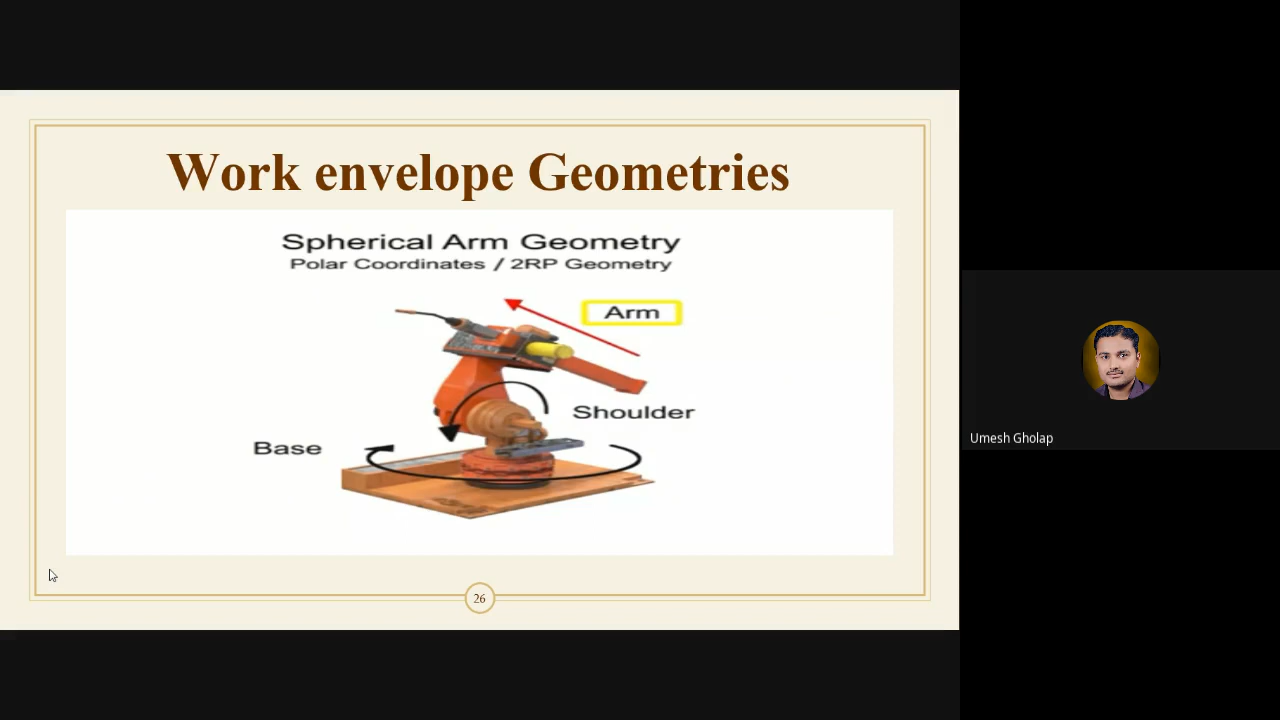 Work envelope Geometries
Spherical Arm Geometry
Polar Coordinates / 2RP Geometry
Arm
Shoulder
Base
26
Umesh Gholap